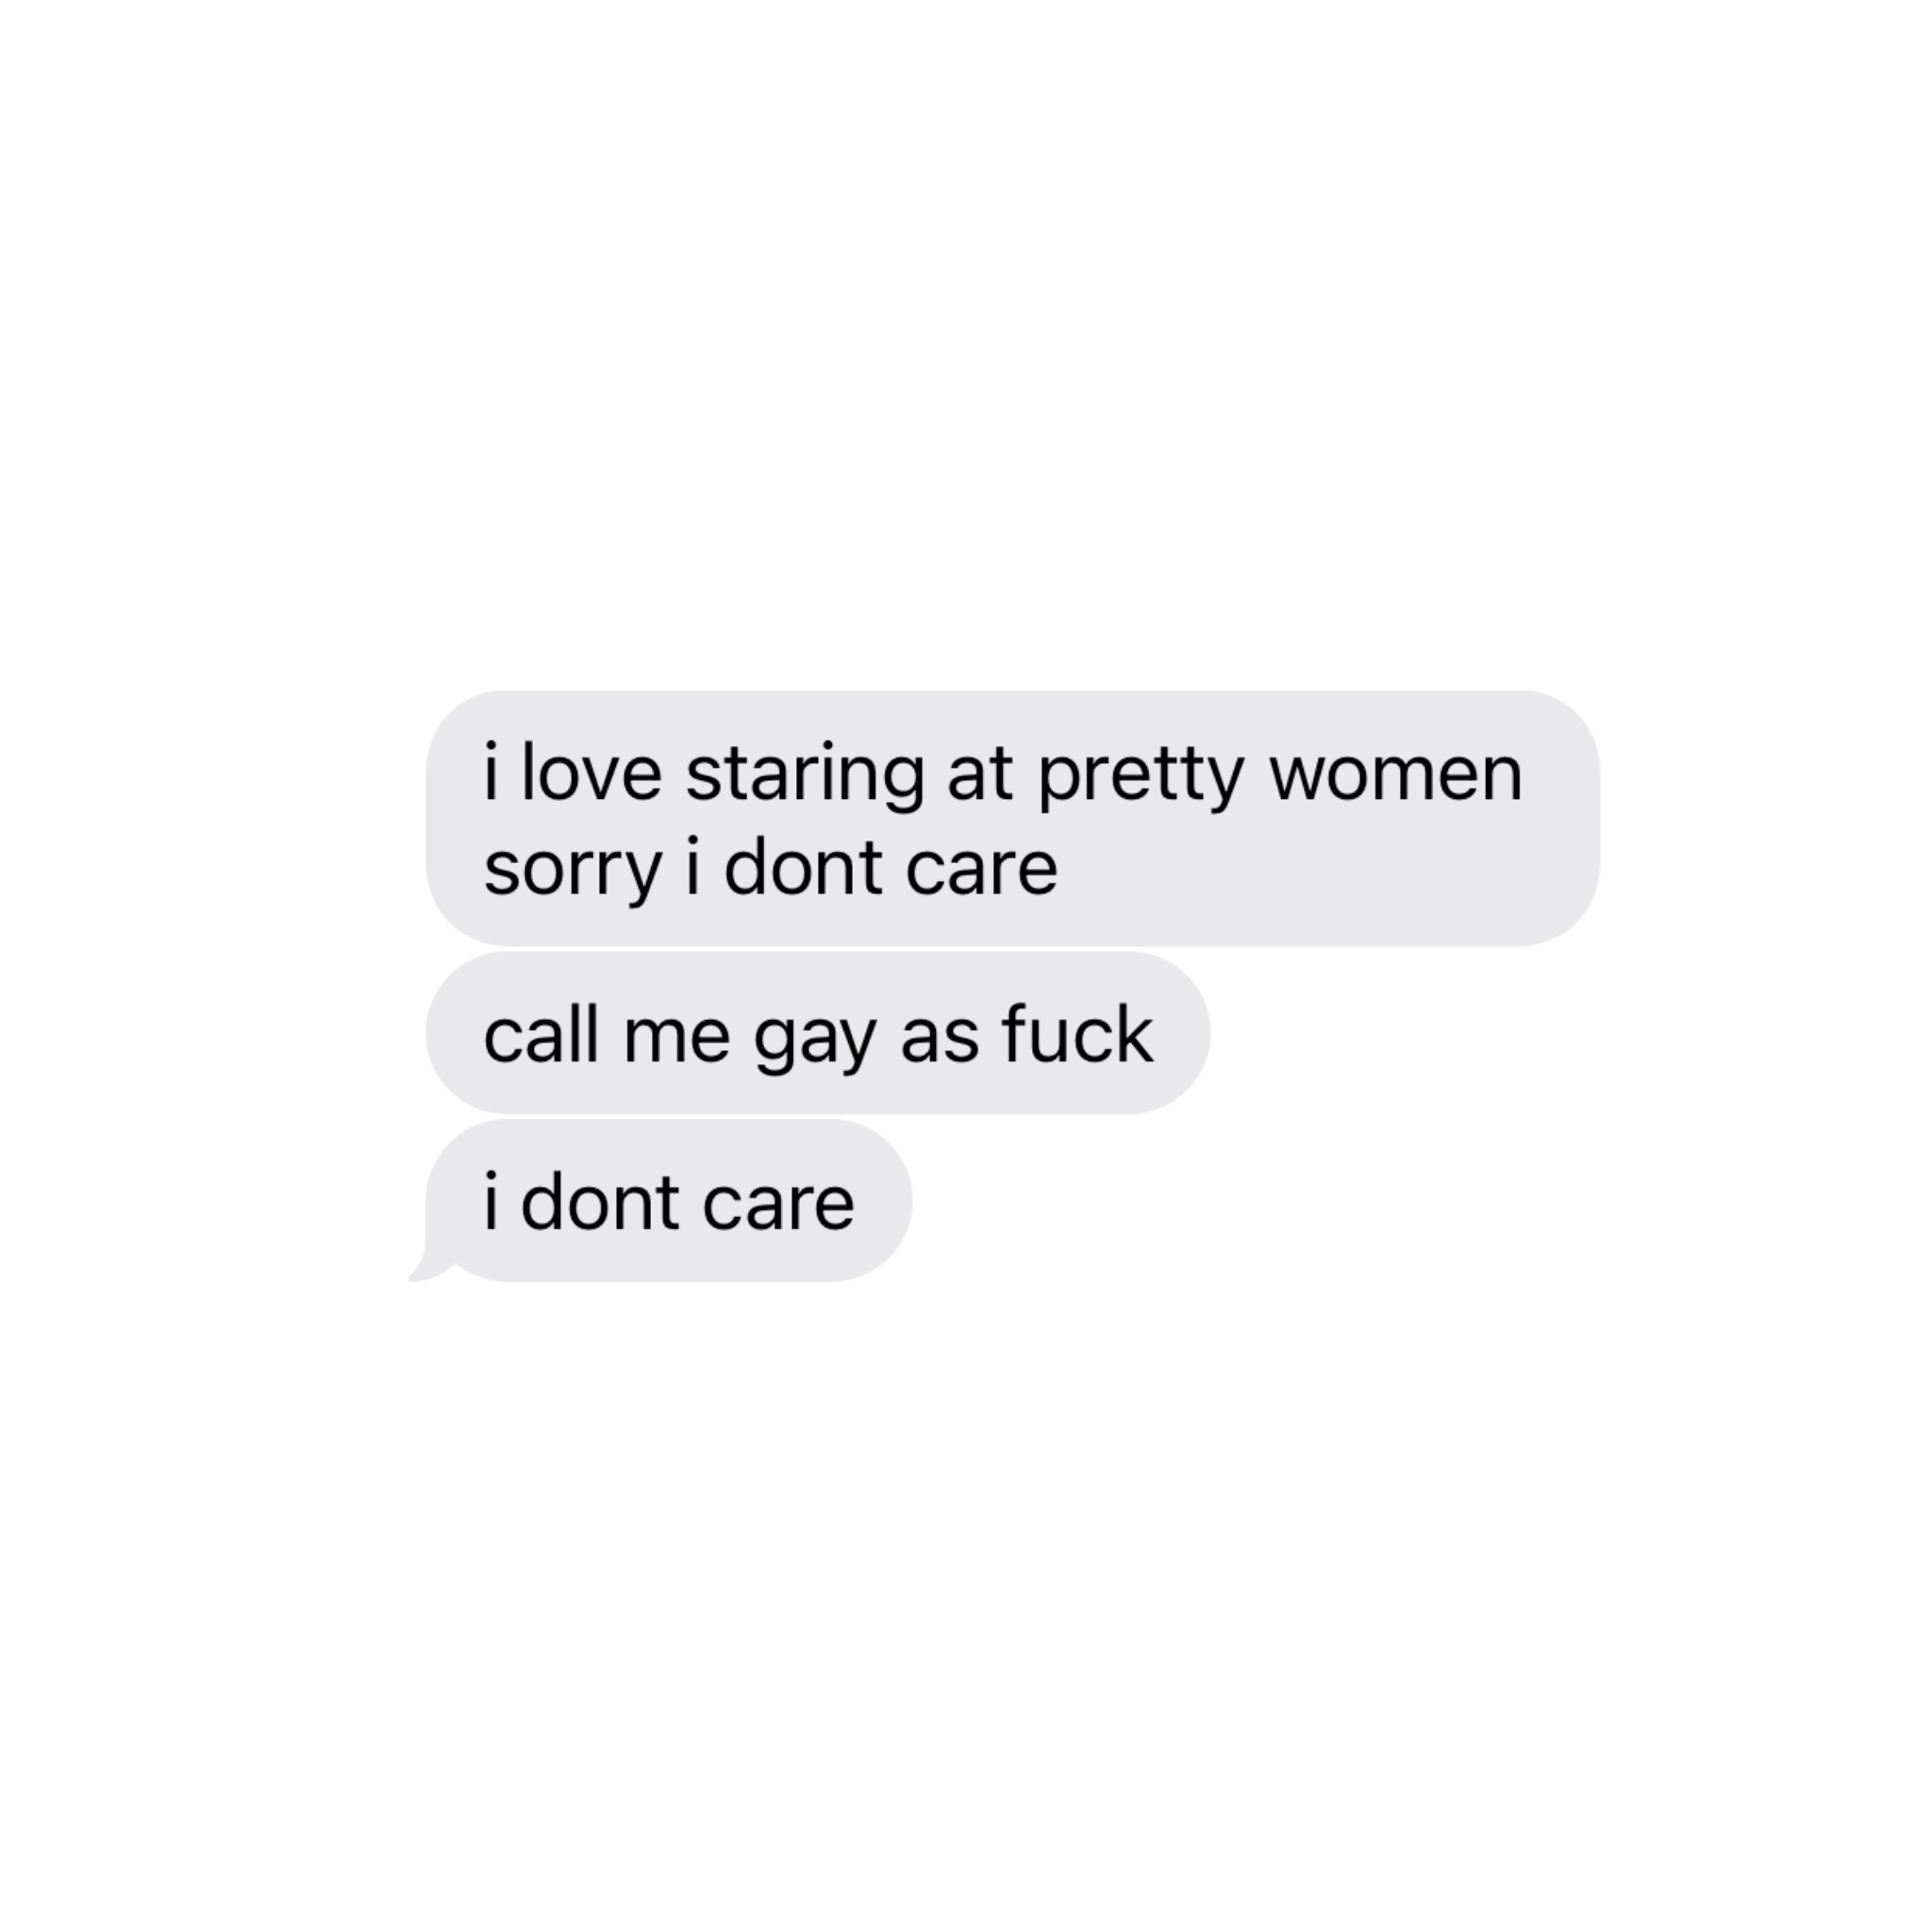 i love staring at pretty women
sorry i dont care
call me gay as fuck
i dont care